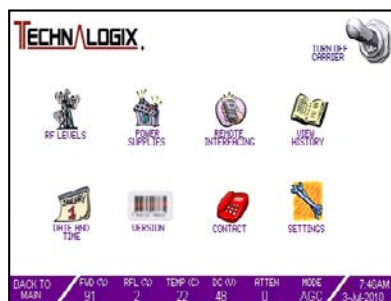 TECHNALOGIX.
TURN OFF
CARRIER
RF LEVELS
POWER
SUPPLIES
REMOTE
INTERFACING
VIEW
HISTORY
JANUARY
1
DATE AND
TIME
VERSION
CONTACT
SETTINGS
BACK TO
MAIN
FWD (%)
91
RFL (%)
2
TEMP (C)
22
DC (V)
48
ATTEN
0
MODE
AGC
7:40AM
3-Jul-2010